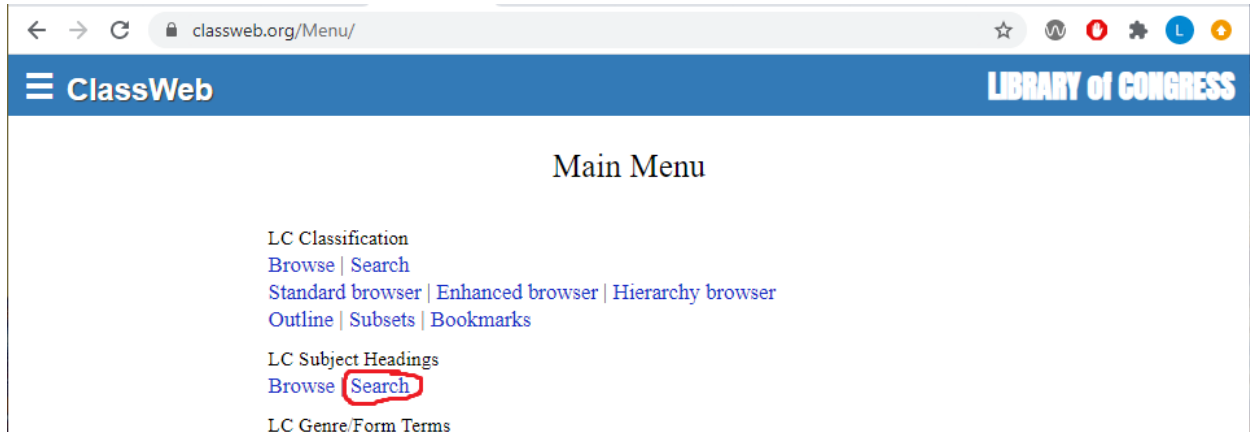 classweb.org/Menu/
L
ClassWeb
LIBRARY of CONGRESS
Main Menu
LC Classification
Browse | Search
Standard browser | Enhanced browser | Hierarchy browser
Outline | Subsets | Bookmarks
LC Subject Headings
Browse | Search
LC Genre/Form Terms